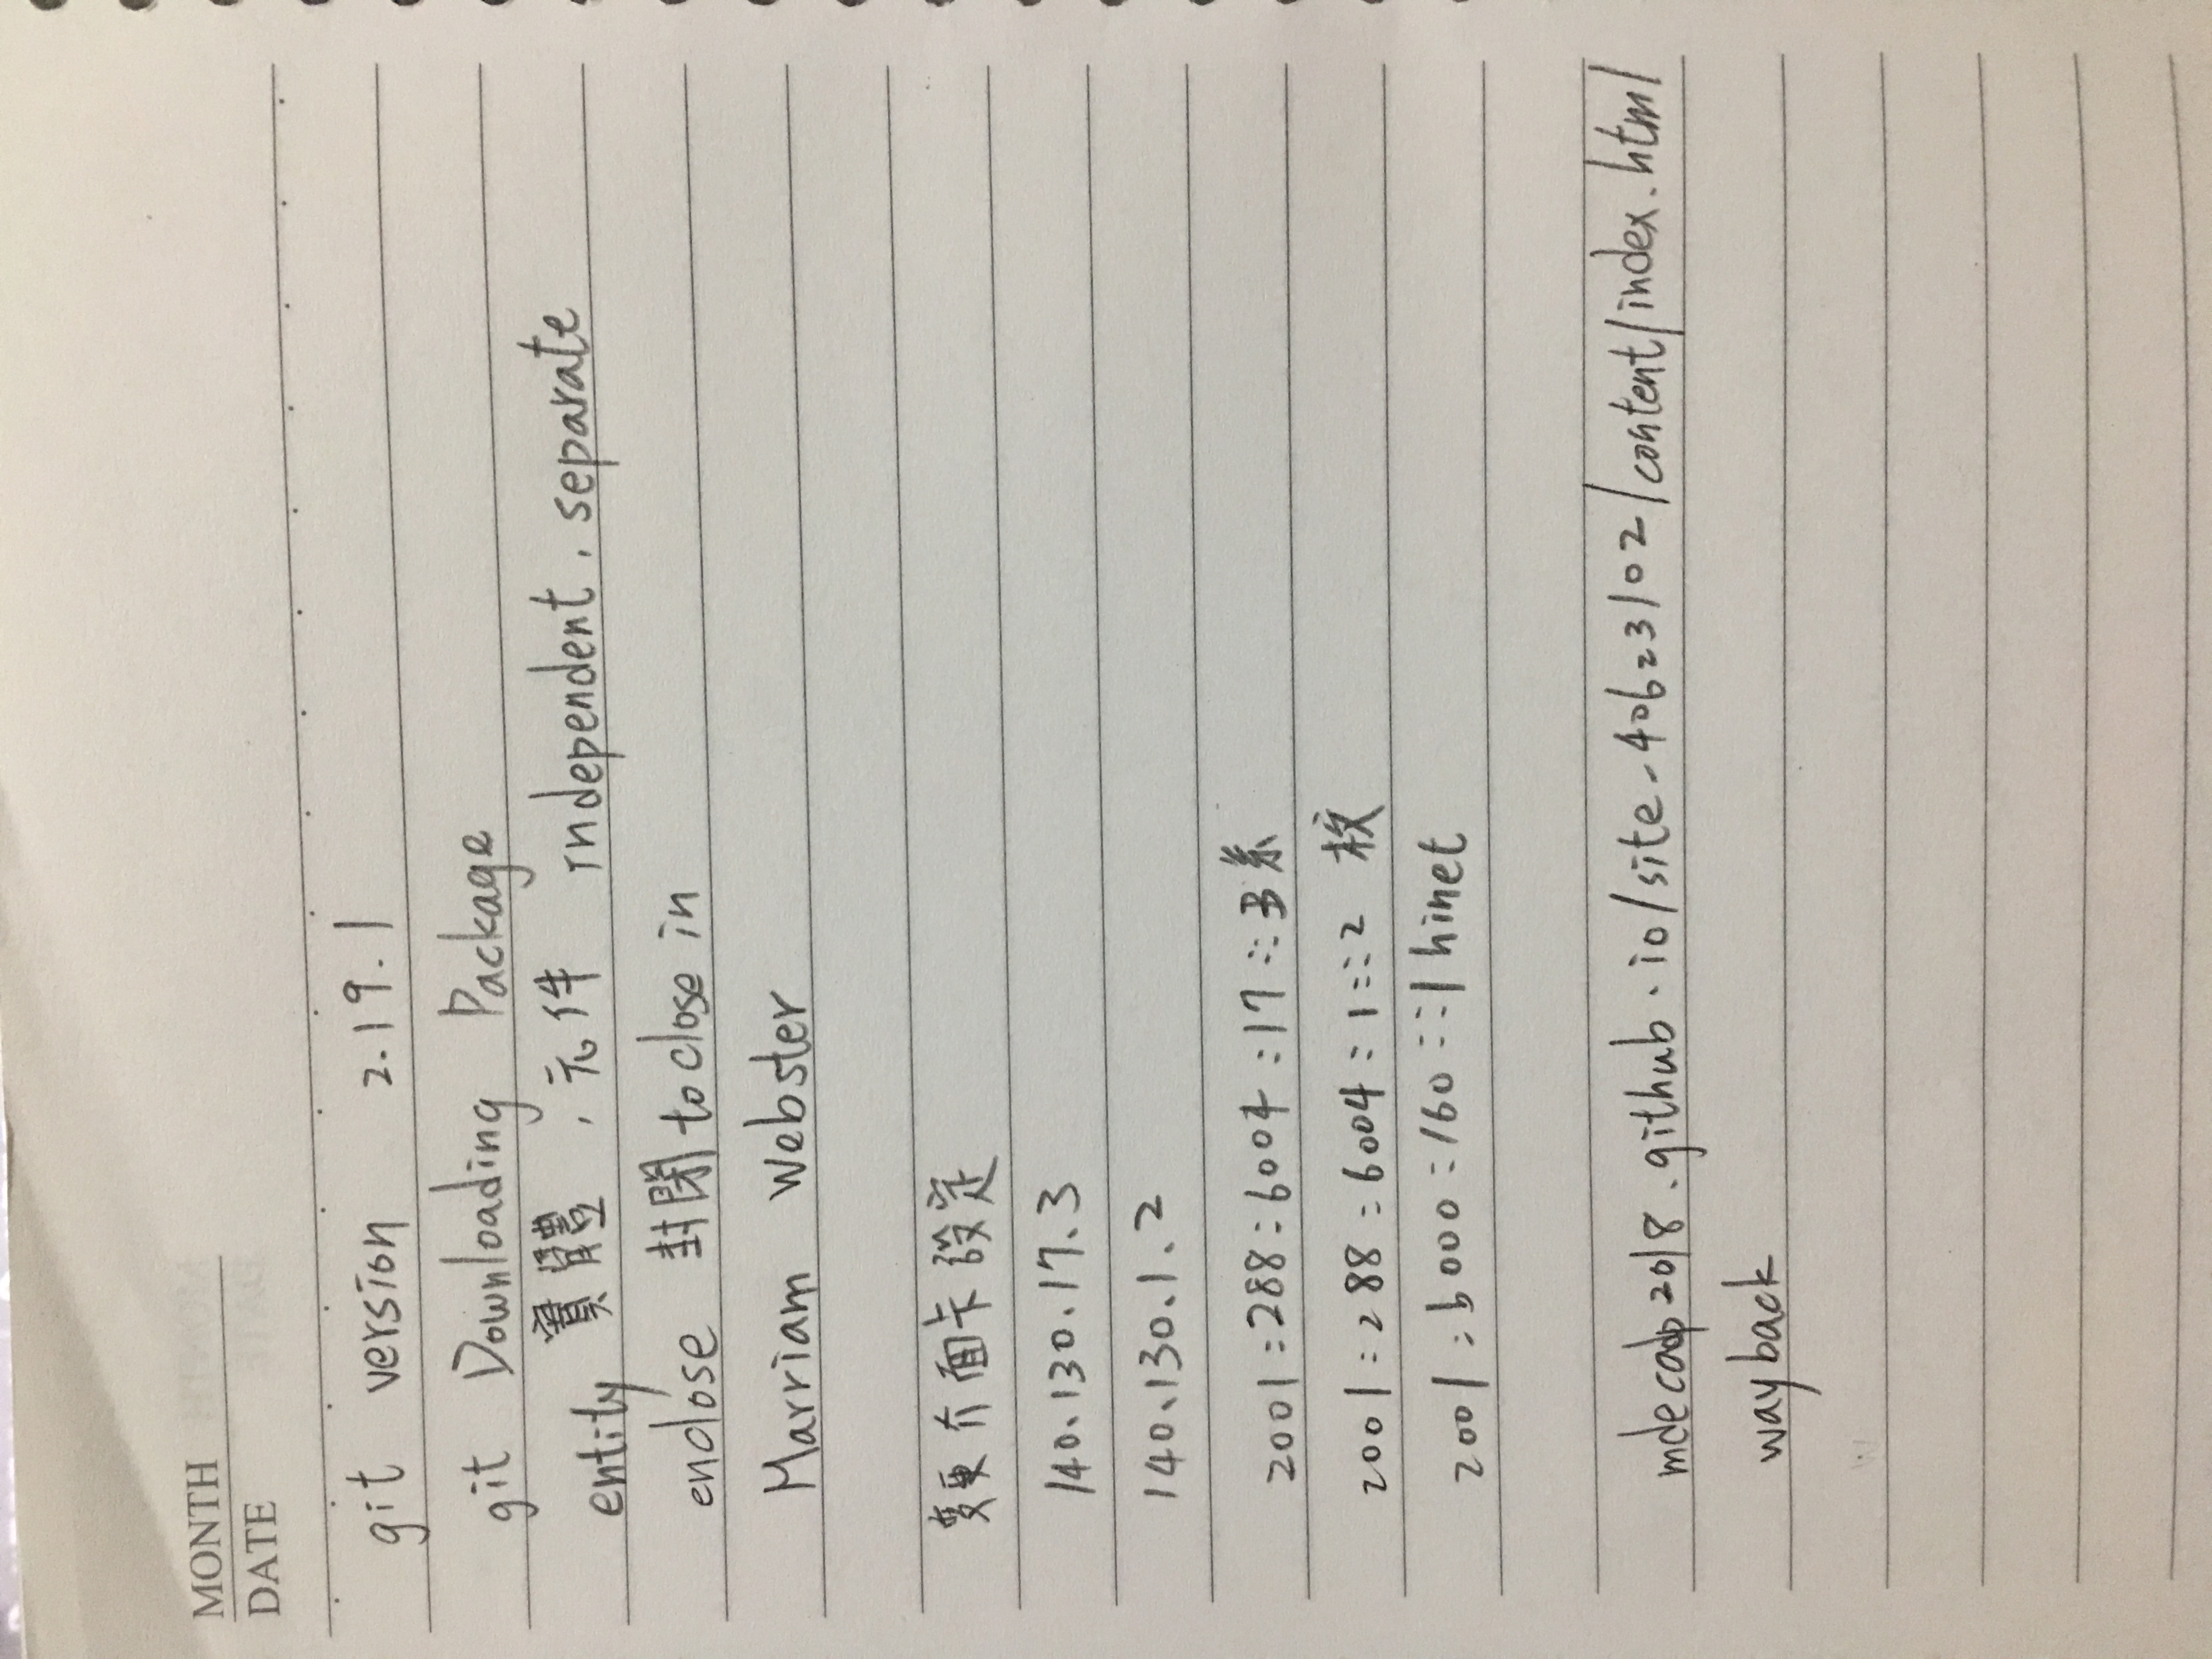 MONTH
DATE
git version 2.19.1
git Downloading Package
entity 實體,元件 independent, separate
enclose 封閉 to close in
Marriam Webster
變更介面卡設定
140.130.17.3
140.130.1.2
2001:288:6004:17::3系
2001:288:6004:1::2 校
2001:b000:160::1 hinet
mdecadp2018.github.io/site-40623102/content/index.html
wayback